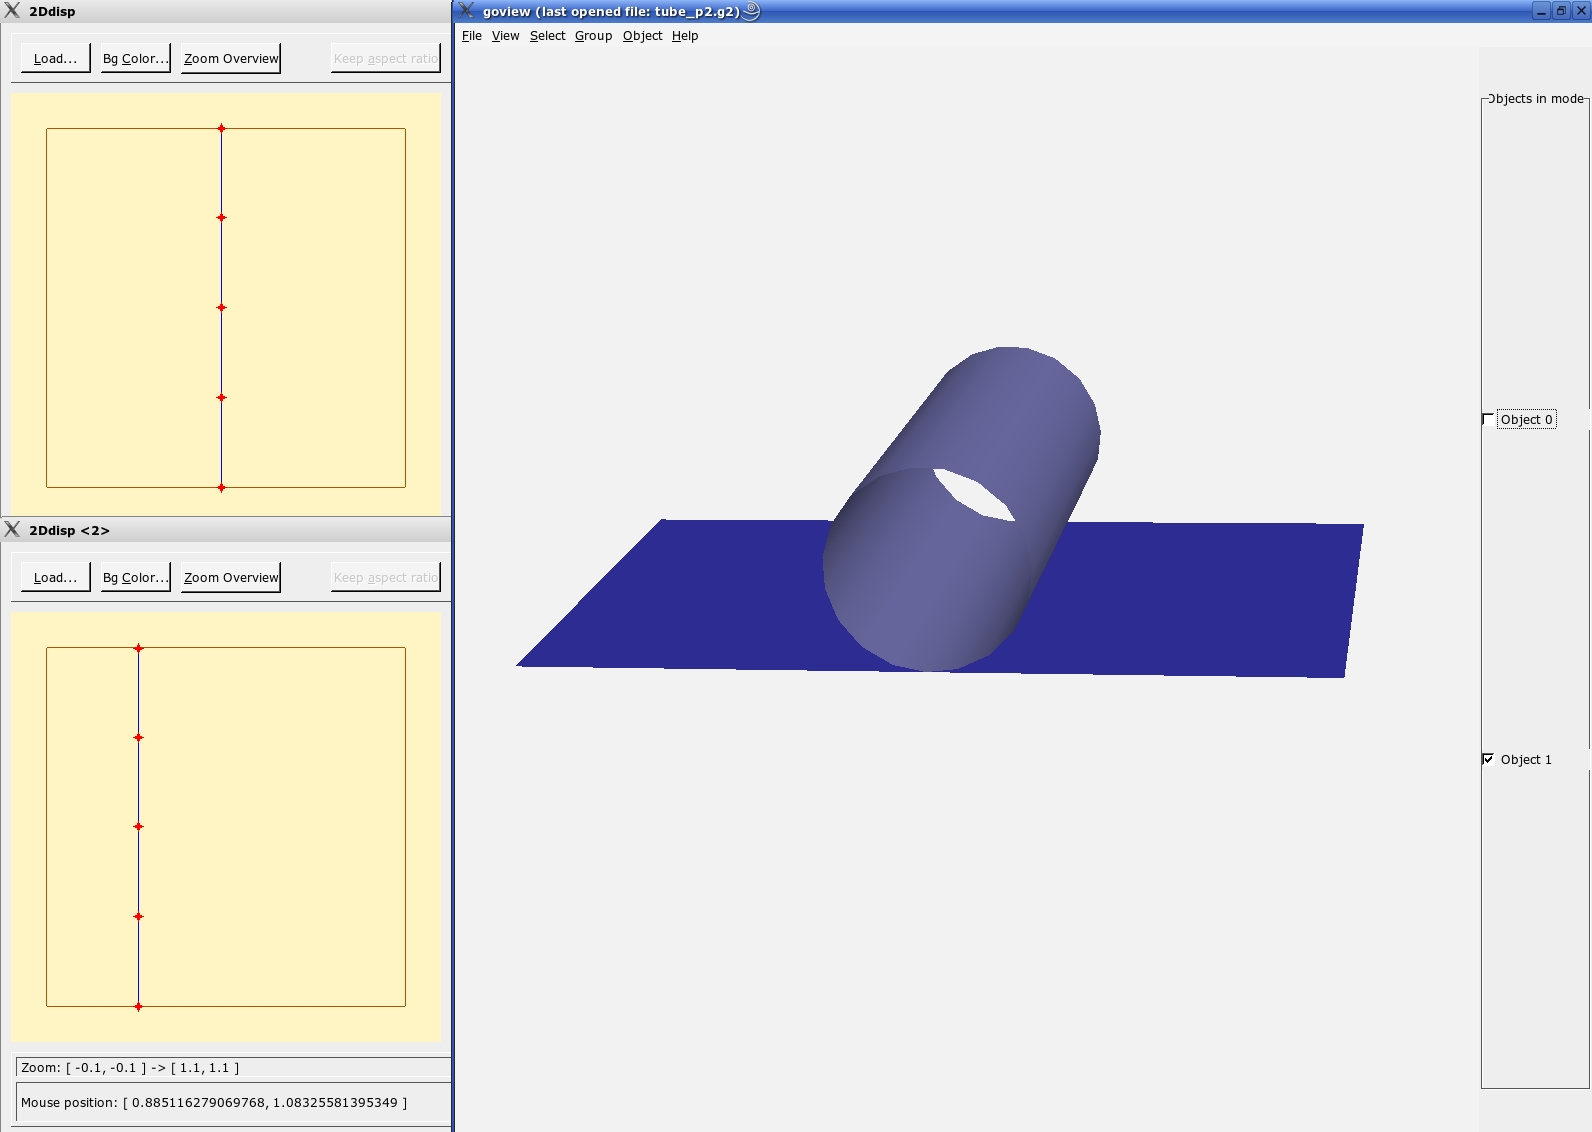 2Ddisp
Load... Bg Color... Zoom Overview Keep aspect ratio
2Ddisp <2>
Load... Bg Color... Zoom Overview Keep aspect ratio
Zoom: [ -0.1, -0.1 ] -> [ 1.1, 1.1 ]
Mouse position: [ 0.885116279069768, 1.08325581395349 ]
goview (last opened file: tube_p2.g2)
File View Select Group Object Help
Objects in mode
Object 0
Object 1